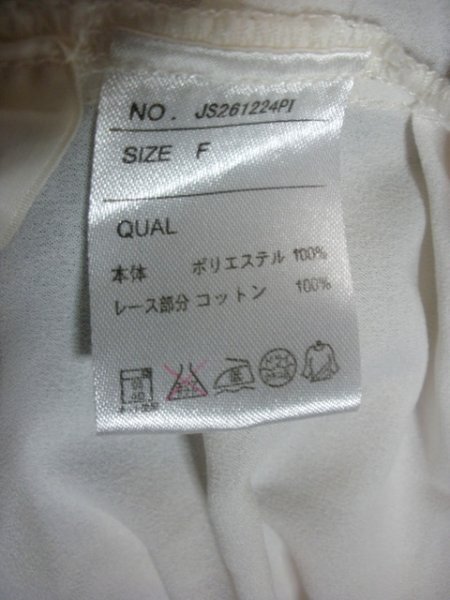 NO. JS261224PI
SIZE F
QUAL
本体 ポリエステル 100%
レース部分 コットン 100%